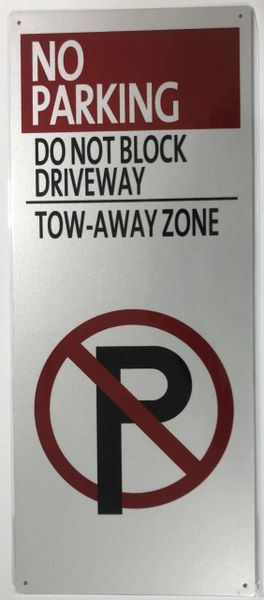 NO
PARKING
DO NOT BLOCK
DRIVEWAY
TOW-AWAY ZONE
P